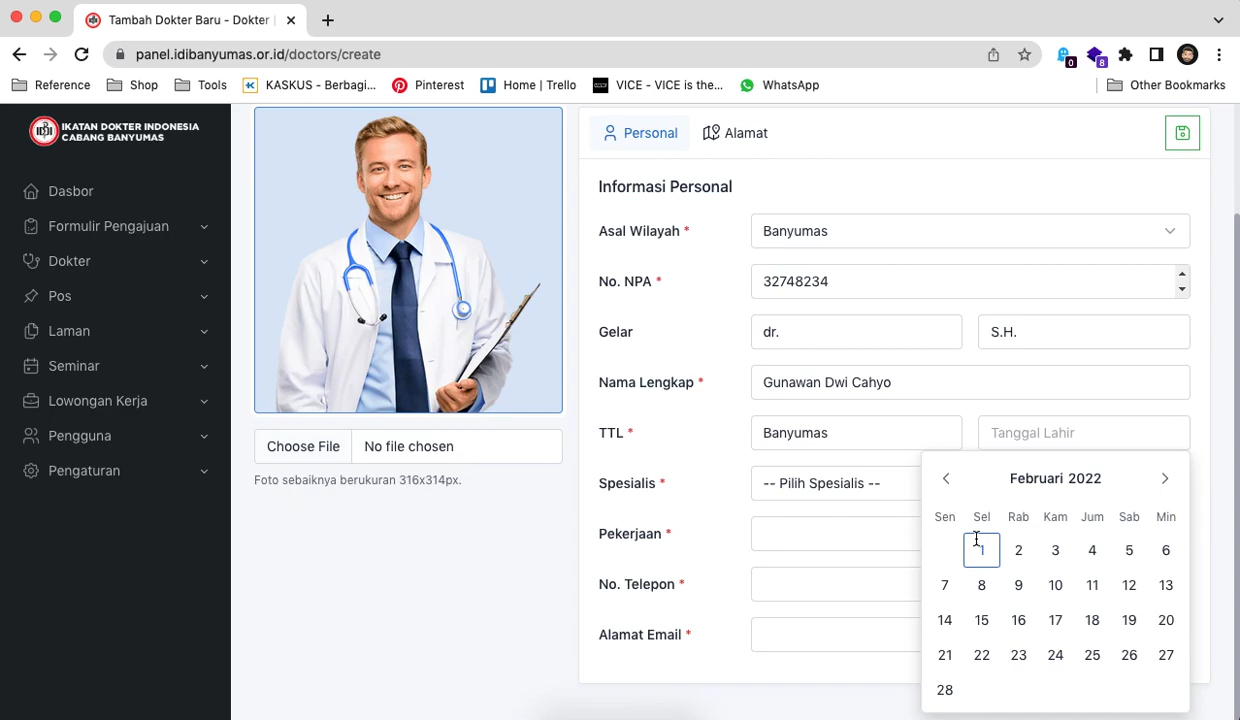 Tambah Dokter Baru - Dokter
panel.idibanyumas.or.id/doctors/create
0
8
Reference
Shop
Tools
KASKUS - Berbagi...
Pinterest
Home | Trello
VICE - VICE is the...
WhatsApp
Other Bookmarks
IKATAN DOKTER INDONESIA
CABANG BANYUMAS
Dasbor
Formulir Pengajuan
Dokter
Pos
Laman
Seminar
Lowongan Kerja
Pengguna
Pengaturan
Choose File No file chosen
Foto sebaiknya berukuran 316x314px.
Personal
Alamat
Informasi Personal
Asal Wilayah * Banyumas
No. NPA * 32748234
Gelar dr. S.H.
Nama Lengkap * Gunawan Dwi Cahyo
TTL * Banyumas Tanggal Lahir
Spesialis * -- Pilih Spesialis --
Pekerjaan *
No. Telepon *
Alamat Email *
Februari 2022
Sen Sel Rab Kam Jum Sab Min
1 2 3 4 5 6
7 8 9 10 11 12 13
14 15 16 17 18 19 20
21 22 23 24 25 26 27
28